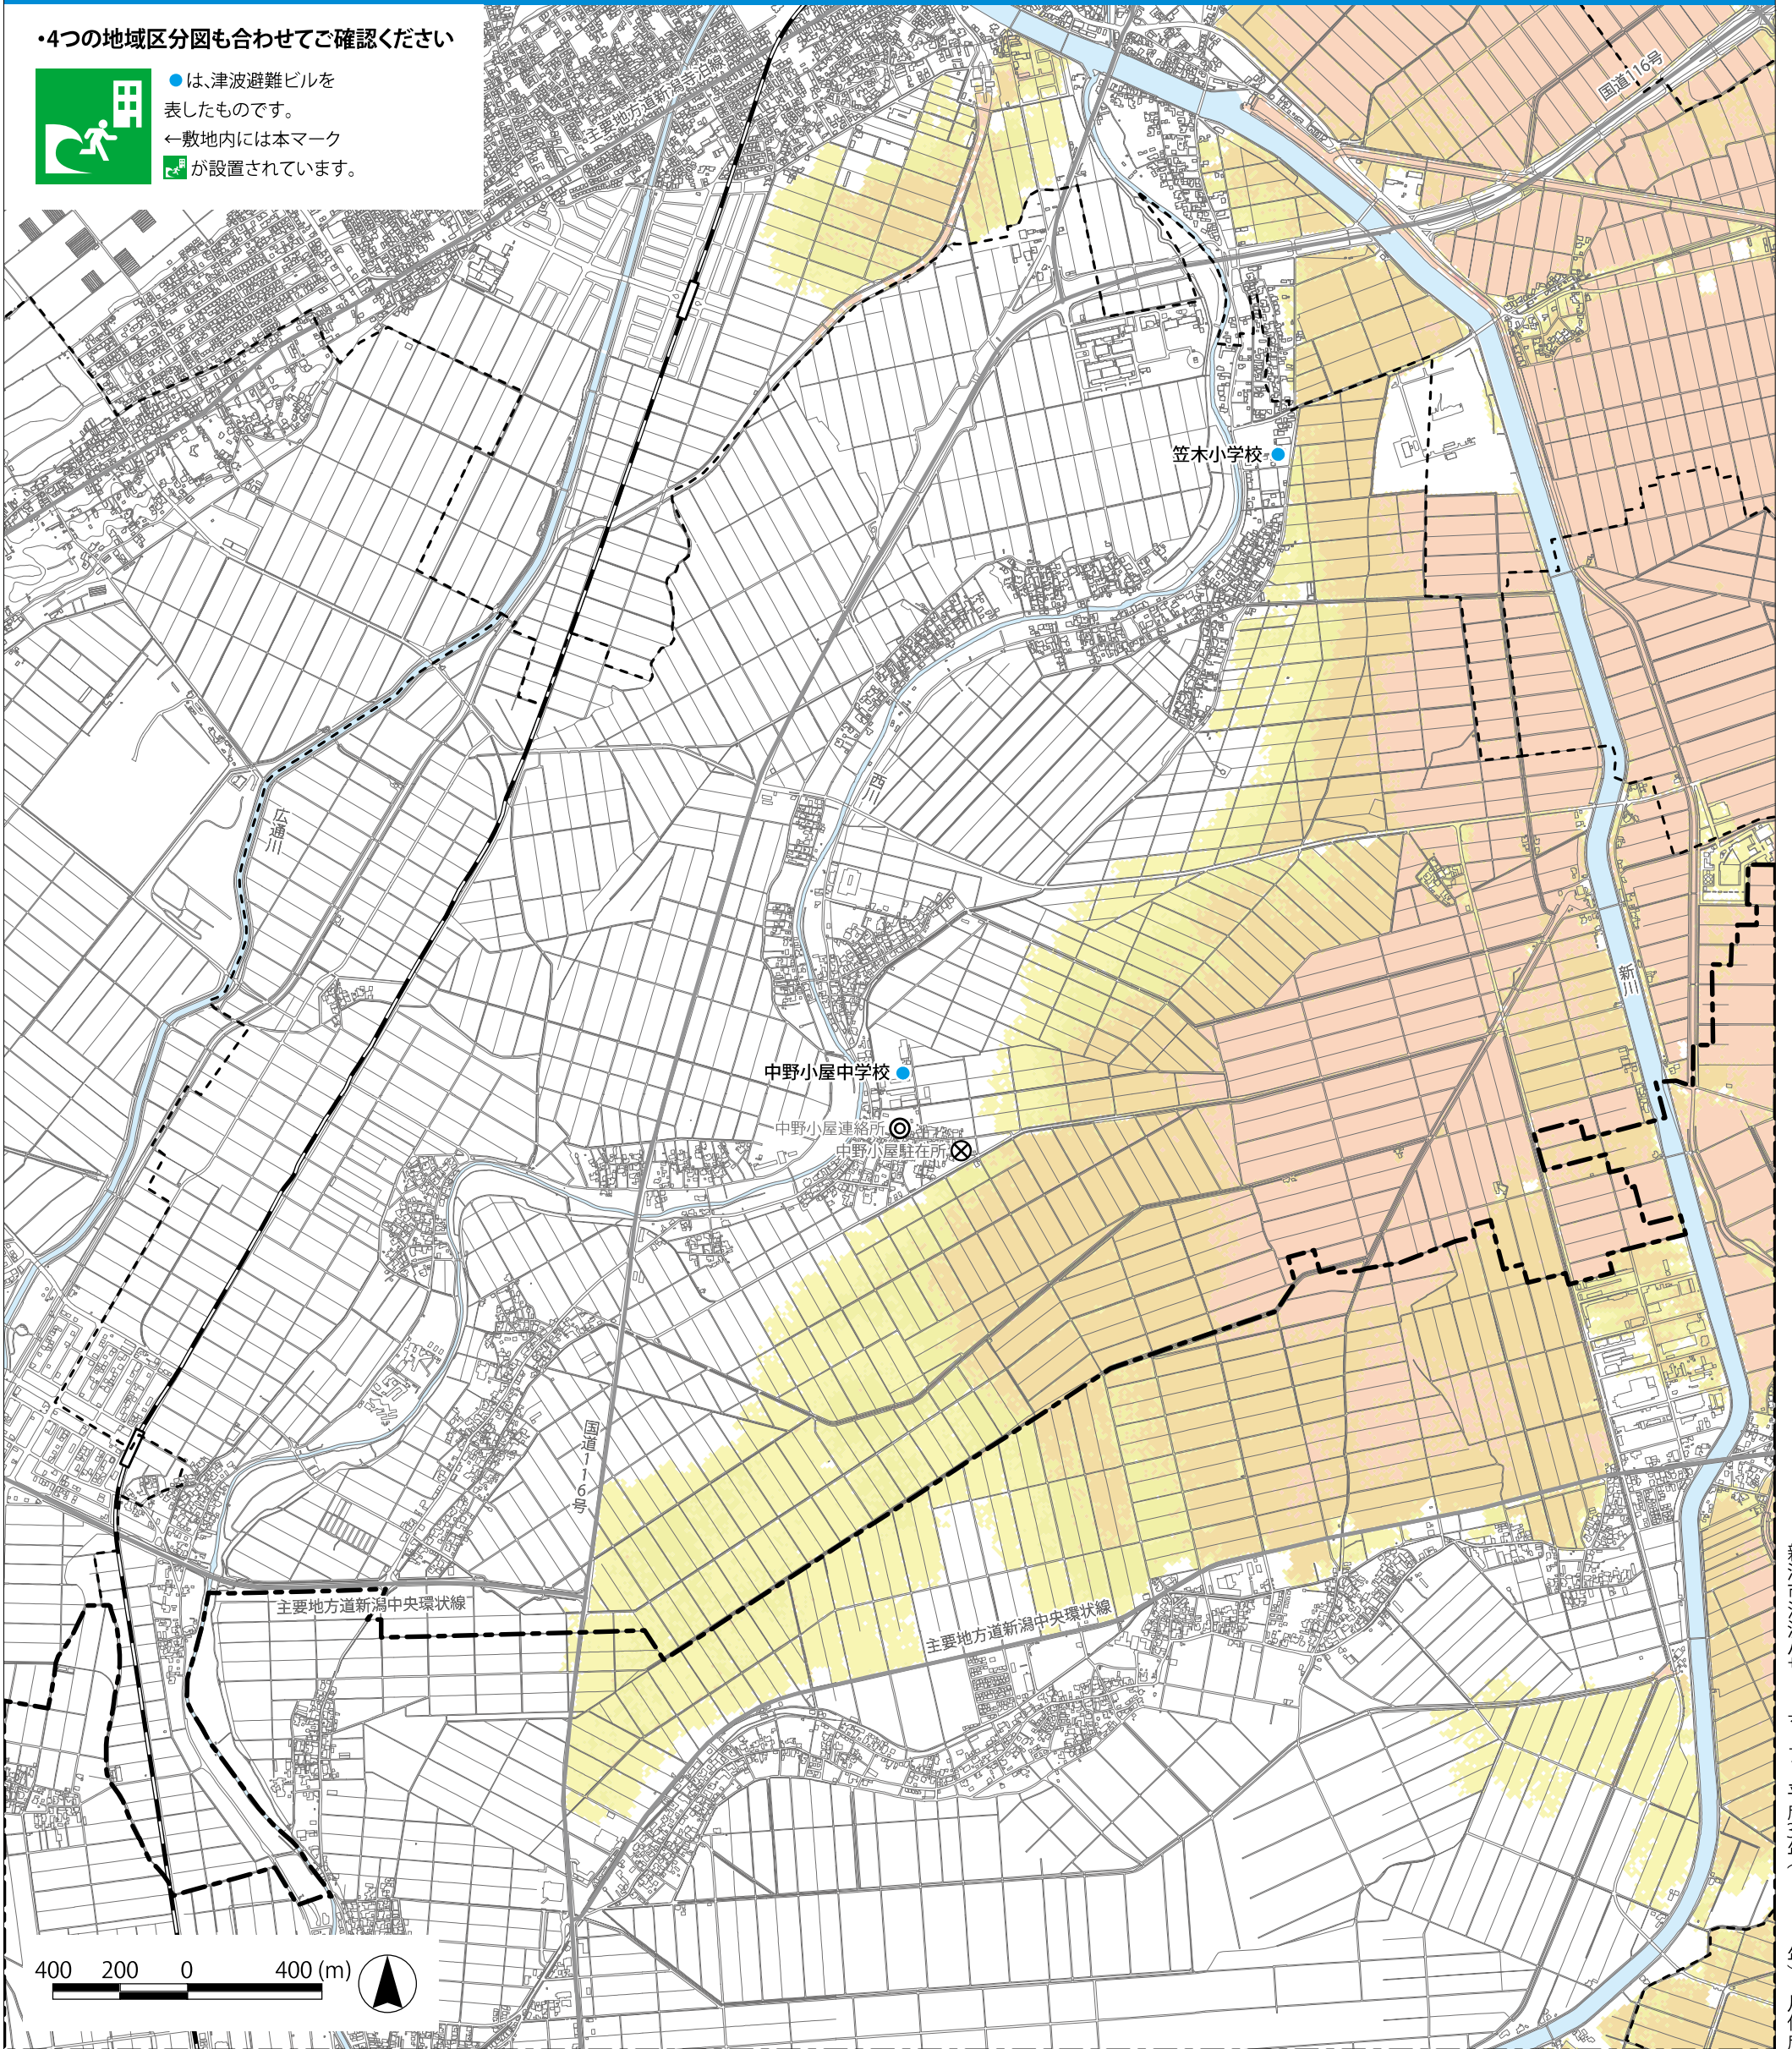 ・4つの地域区分図も合わせてご確認ください
●は、津波避難ビルを
表したものです。
←敷地内には本マーク
が設置されています。
主要地方道新潟寺泊線
国道116号
笠木小学校
西川
広通川
新川
中野小屋中学校
中野小屋連絡所
中野小屋駐在所
国道116号
主要地方道新潟中央環状線
主要地方道新潟中央環状線
400 200 0 400 (m)